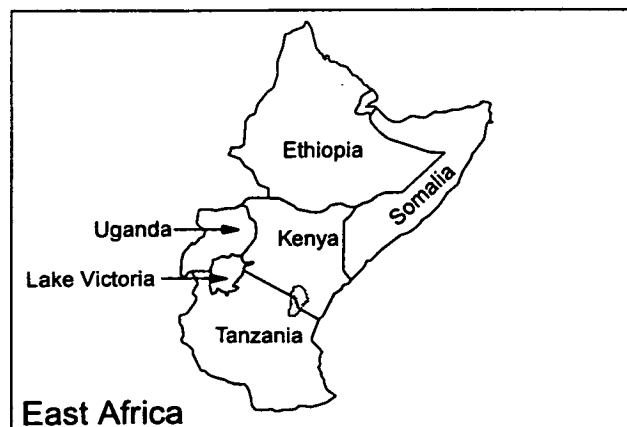 Ethiopia
Somalia
Uganda
Kenya
Lake Victoria
Tanzania
East Africa